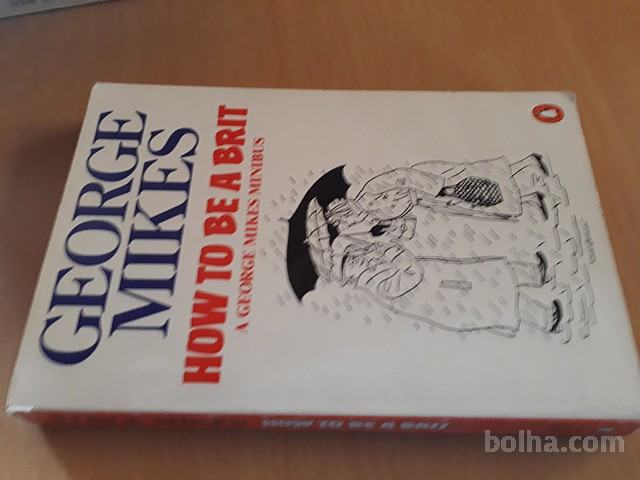 GEORGE
MIKES
HOW TO BE A BRIT
A GEORGE MIKES MINIBUS
HOW TO BE A BRIT
bolha.com